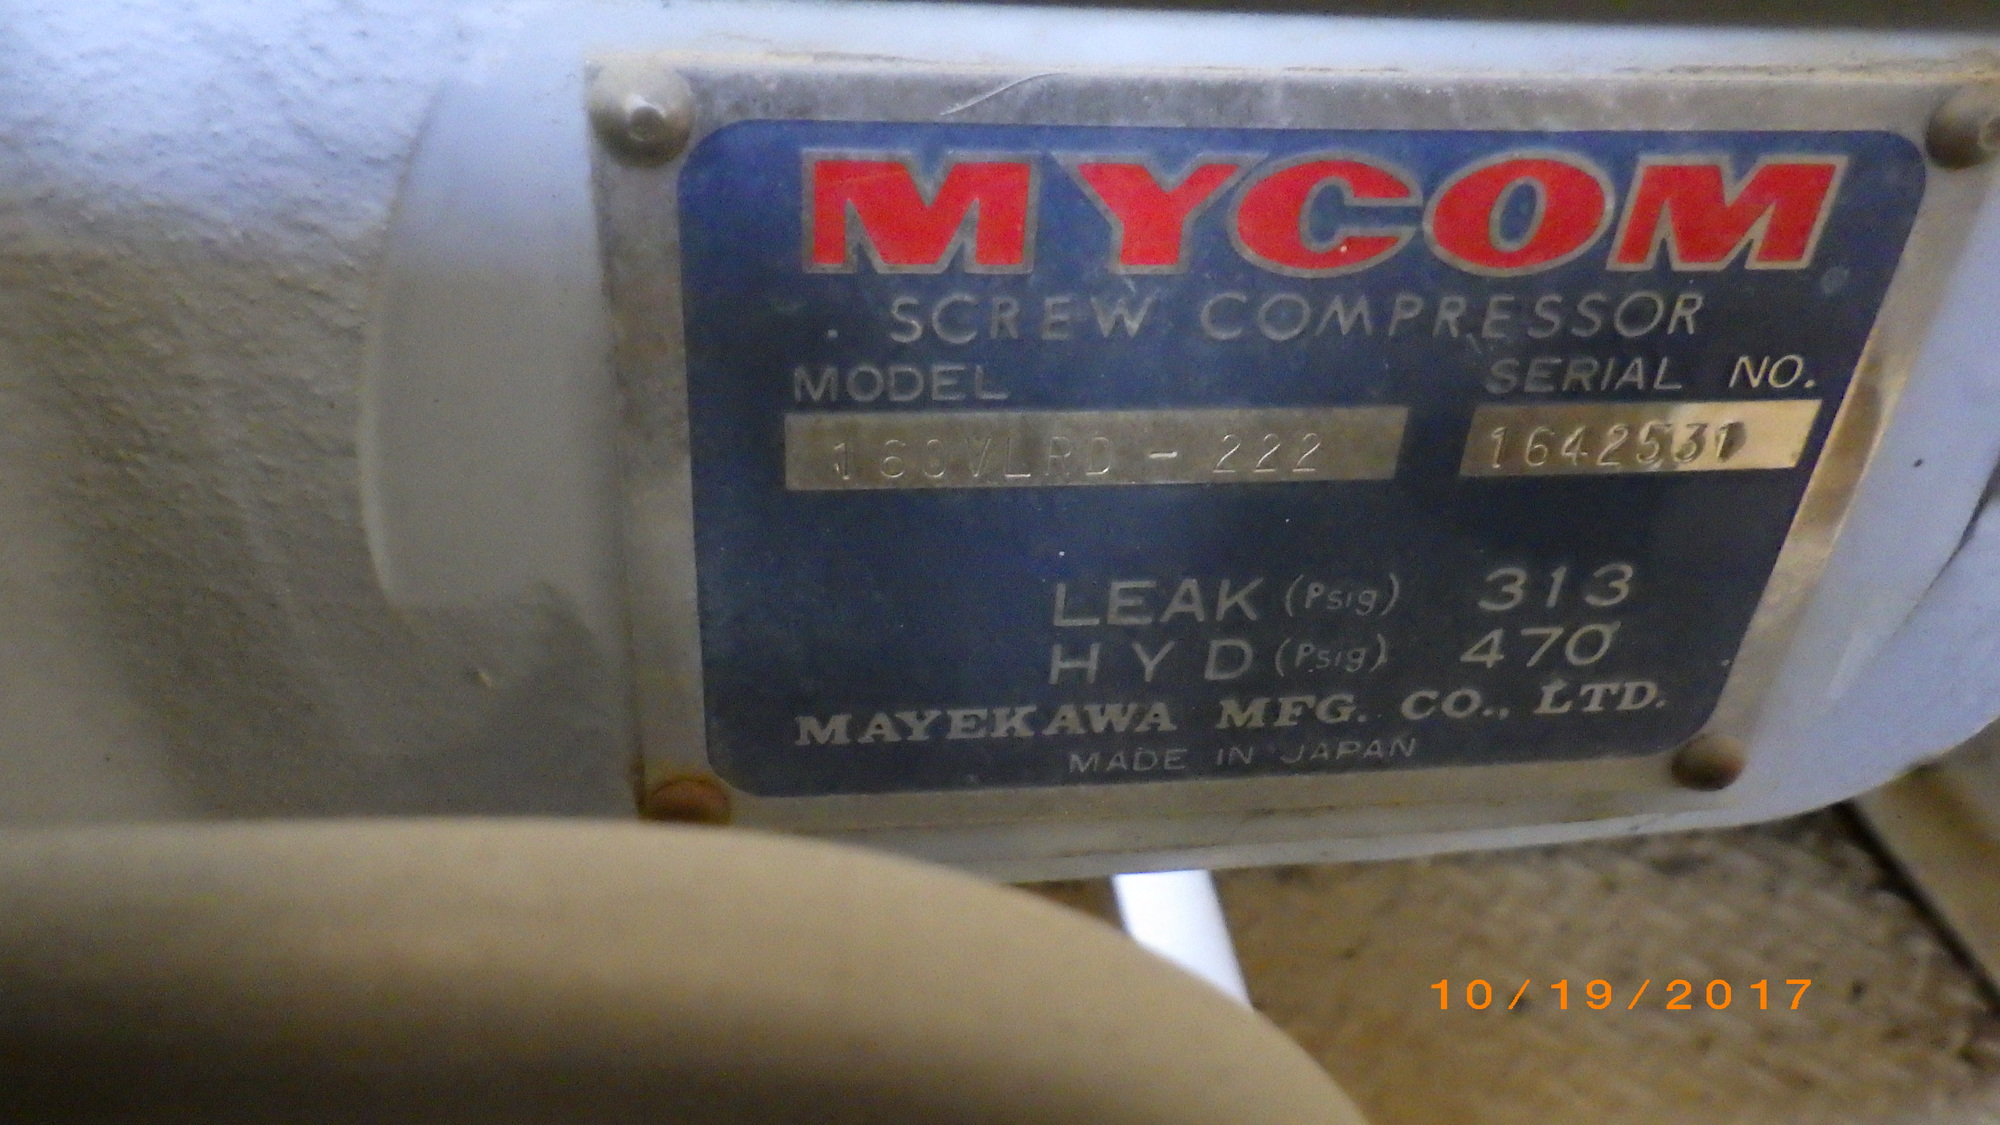 MYCOM
SCREW COMPRESSOR
MODEL SERIAL NO.
160VLRD - 222 1642531
LEAK (Psig) 313
HYD (Psig) 470
MAYEKAWA MFG. CO., LTD.
MADE IN JAPAN
10/19/2017